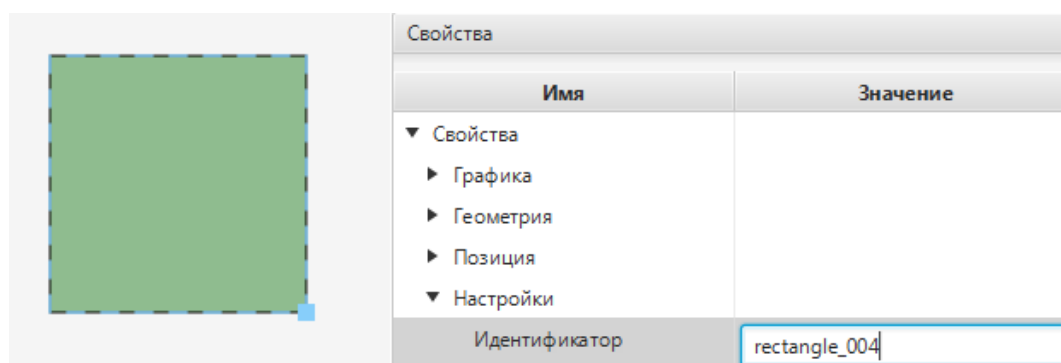 Свойства
Имя Значение
Свойства
Графика
Геометрия
Позиция
Настройки
Идентификатор rectangle_004